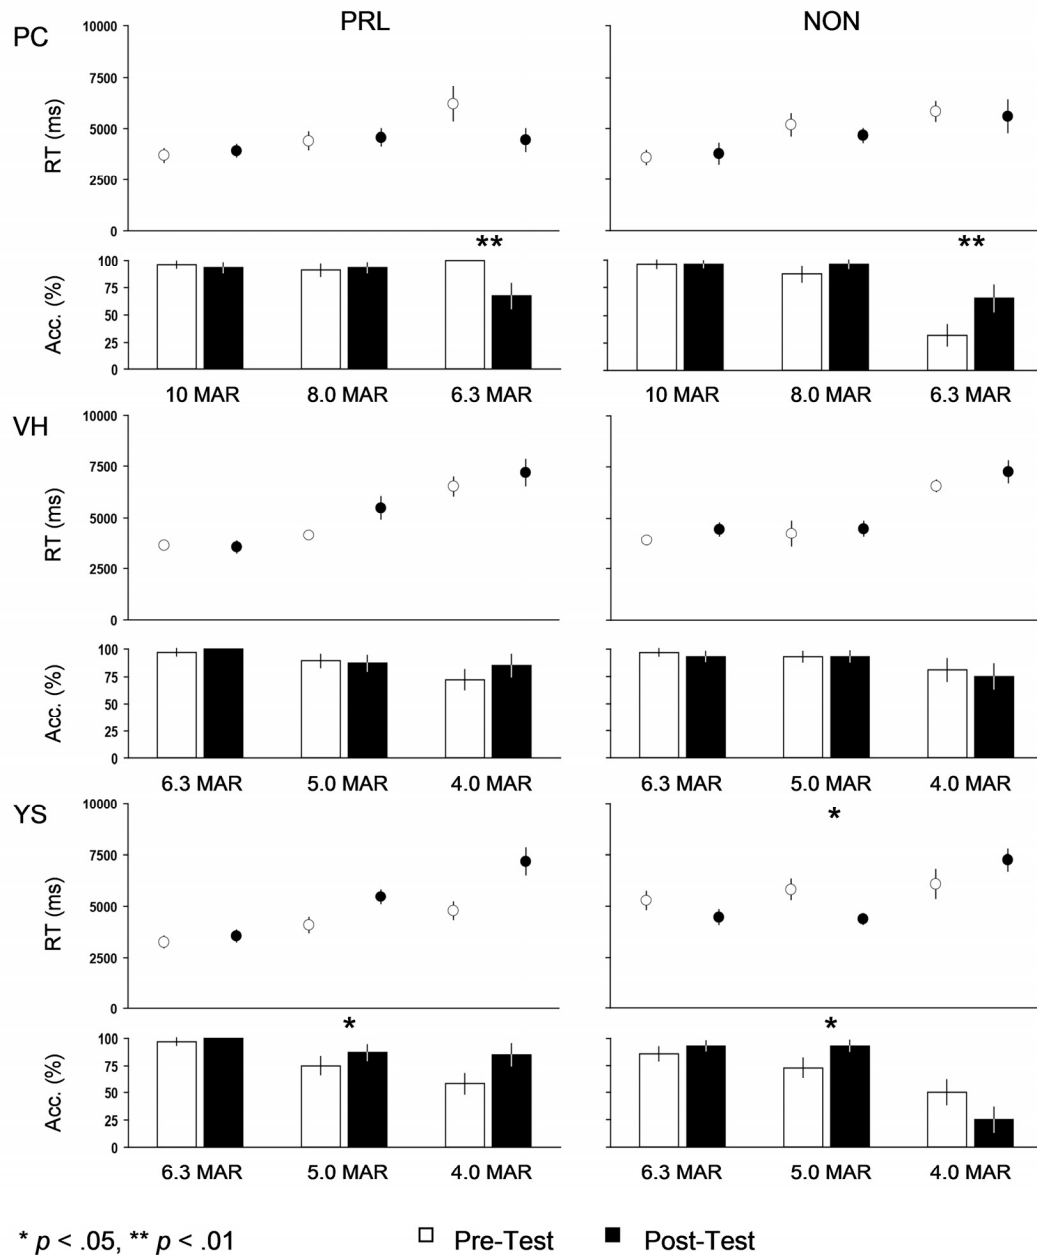 PRL NON
PC
10000
7500
5000
2500
0
RT (ms)
** **
100
75
50
25
0
Acc. (%)
10 MAR 8.0 MAR 6.3 MAR 10 MAR 8.0 MAR 6.3 MAR
VH
10000
7500
5000
2500
0
RT (ms)
100
75
50
25
0
Acc. (%)
6.3 MAR 5.0 MAR 4.0 MAR 6.3 MAR 5.0 MAR 4.0 MAR
YS
10000
7500
5000
2500
0
RT (ms)
*
* *
100
75
50
25
0
Acc. (%)
6.3 MAR 5.0 MAR 4.0 MAR 6.3 MAR 5.0 MAR 4.0 MAR
* p < .05, ** p < .01 Pre-Test Post-Test